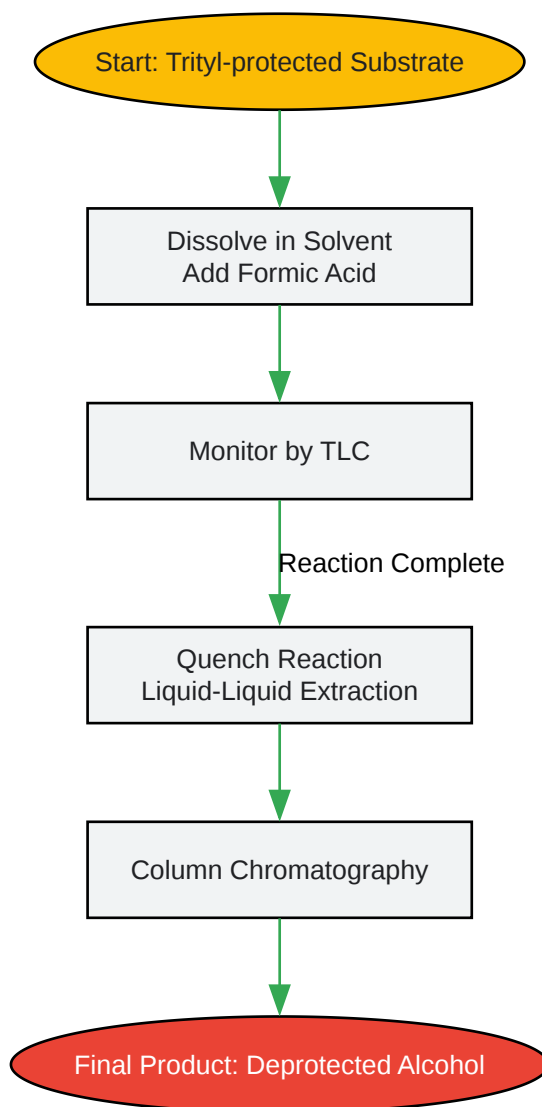 Start: Trityl-protected Substrate
Dissolve in Solvent
Add Formic Acid
Monitor by TLC
Reaction Complete
Quench Reaction
Liquid-Liquid Extraction
Column Chromatography
Final Product: Deprotected Alcohol